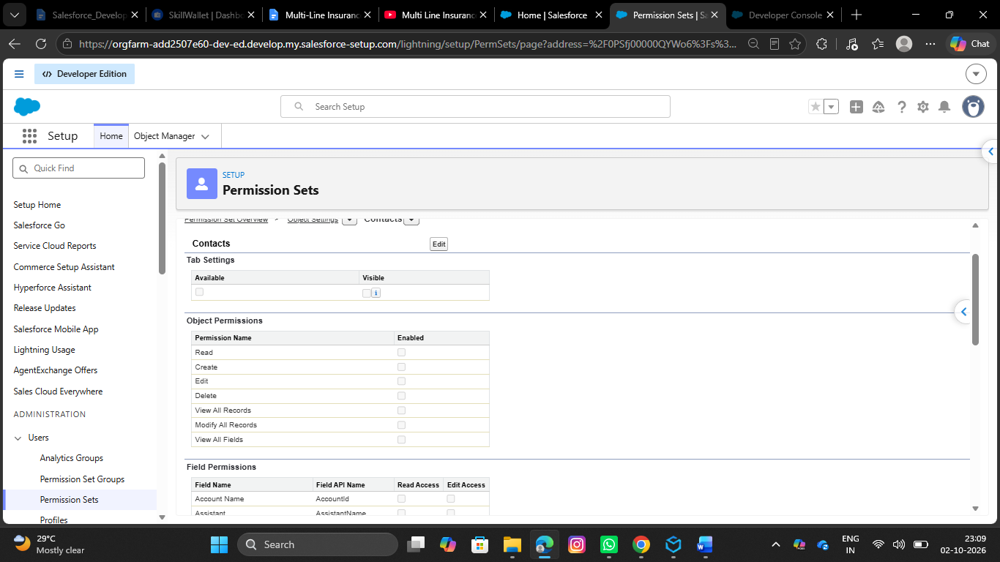 Salesforce_Develop
SkillWallet | Dashb
Multi-Line Insuranc
Multi Line Insuranc
Home | Salesforce
Permission Sets | Sa
Developer Console
https://orgfarm-add2507e60-dev-ed.develop.my.salesforce-setup.com/lightning/setup/PermSets/page?address=%2F0PSfj00000QYWo6%3Fs%3...
Chat
Developer Edition
Search Setup
Setup
Home
Object Manager
Quick Find
Setup Home
Salesforce Go
Service Cloud Reports
Commerce Setup Assistant
Hyperforce Assistant
Release Updates
Salesforce Mobile App
Lightning Usage
AgentExchange Offers
Sales Cloud Everywhere
ADMINISTRATION
Users
Analytics Groups
Permission Set Groups
Permission Sets
Profiles
SETUP
Permission Sets
Permission Set Overview > Object Settings Contacts
Contacts Edit
Tab Settings
Available Visible
Object Permissions
Permission Name Enabled
Read
Create
Edit
Delete
View All Records
Modify All Records
View All Fields
Field Permissions
Field Name Field API Name Read Access Edit Access
Account Name AccountId
Assistant AssistantName
29°C
Mostly clear
Search
ENG
IN
23:09
02-10-2026